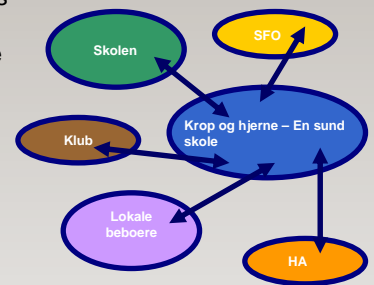 s
e
SFO
Skolen
Krop og hjerne – En sund
skole
Klub
Lokale
beboere
HA